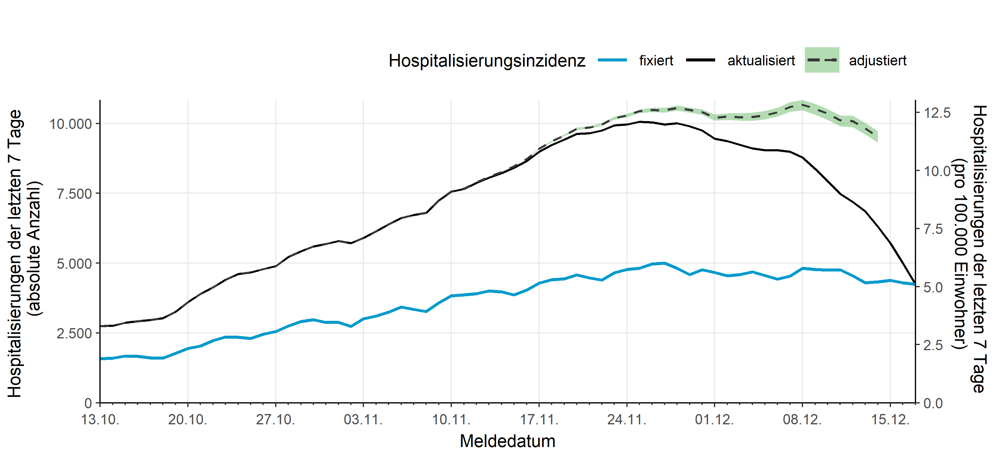 Hospitalisierungsinzidenz fixiert aktualisiert adjustiert
Hospitalisierungen der letzten 7 Tage
(absolute Anzahl)
10.000
7.500
5.000
2.500
0
12.5
10.0
7.5
5.0
2.5
0.0
Hospitalisierungen der letzten 7 Tage
(pro 100.000 Einwohner)
13.10. 20.10. 27.10. 03.11. 10.11. 17.11. 24.11. 01.12. 08.12. 15.12.
Meldedatum